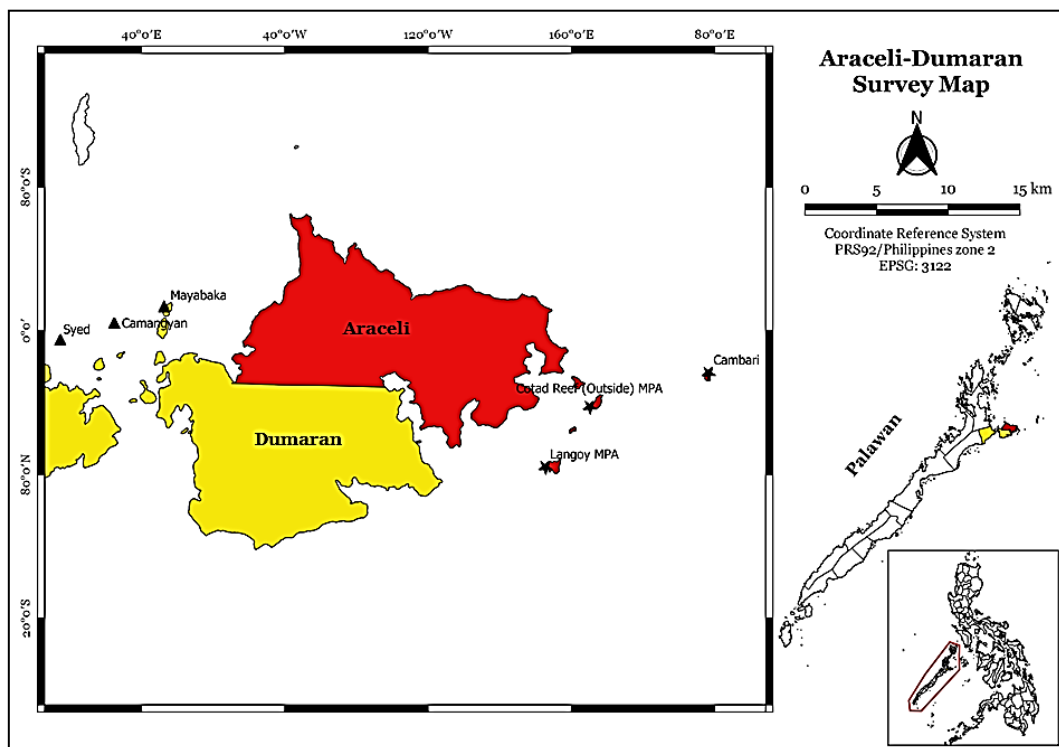 40°0'E
40°0'W
120°0'W
160°0'E
80°0'E
Araceli-Dumaran
Survey Map
N
0
5
10
15 km
Coordinate Reference System
PRS92/Philippines zone 2
EPSG: 3122
80°0'S
0°0'
80°0'N
20°0'S
Mayabaka
Camangyan
Syed
Araceli
Cambari
Cotad Reef (Outside) MPA
Dumaran
Langoy MPA
Palawan